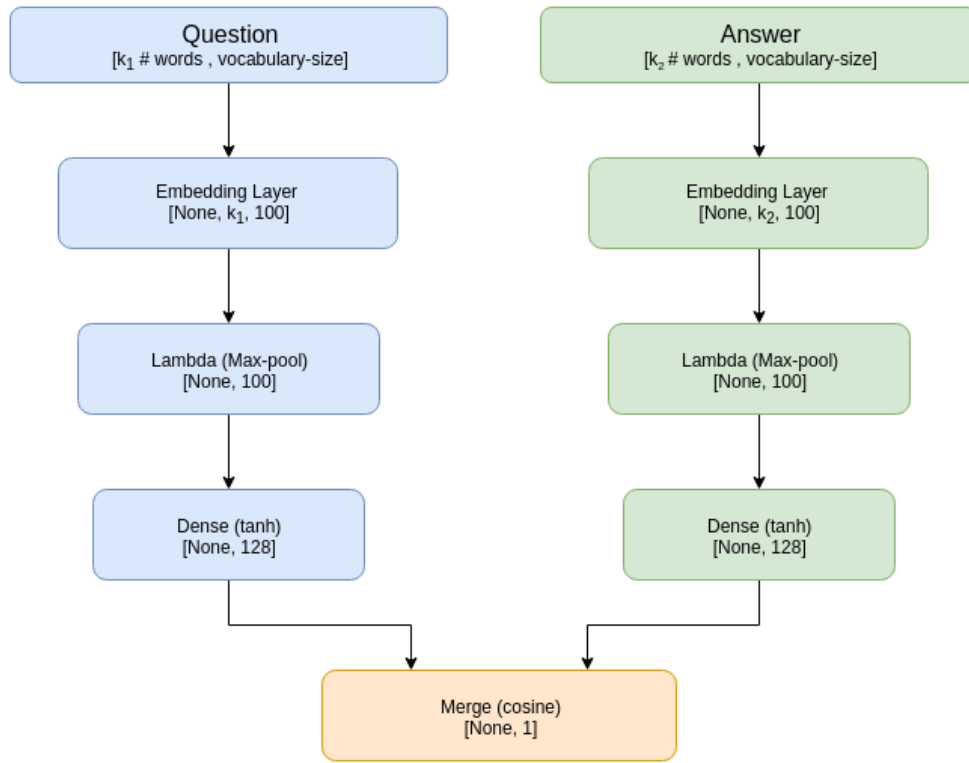 Question
[k₁ # words , vocabulary-size]
Embedding Layer
[None, k₁, 100]
Lambda (Max-pool)
[None, 100]
Dense (tanh)
[None, 128]
Answer
[k₂ # words , vocabulary-size]
Embedding Layer
[None, k₂, 100]
Lambda (Max-pool)
[None, 100]
Dense (tanh)
[None, 128]
Merge (cosine)
[None, 1]